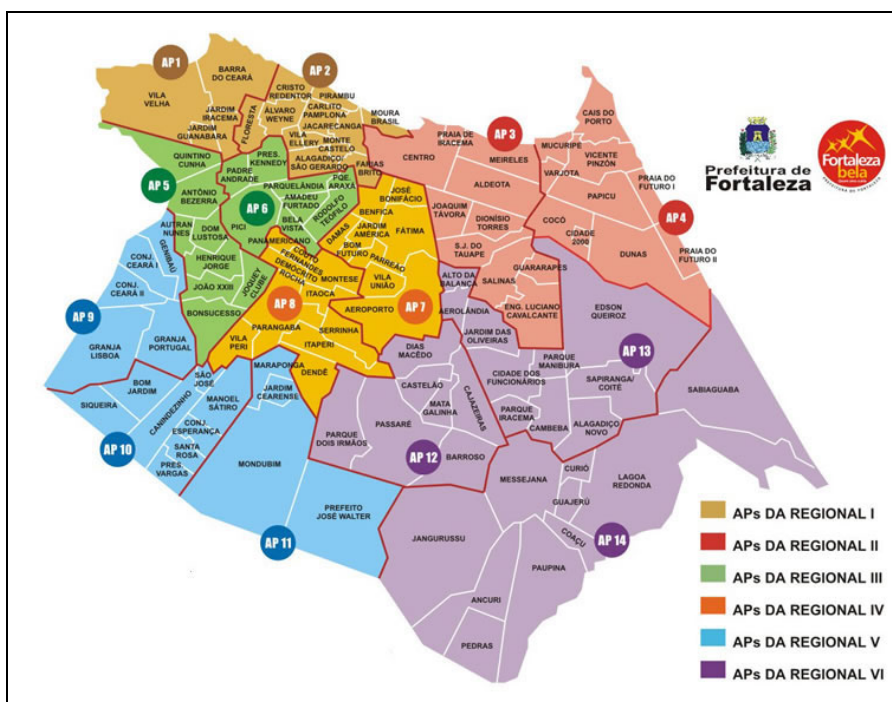 AP 1
BARRA
DO CEARÁ
VILA
VELHA
JARDIM
IRACEMA
JARDIM
GUANABARA
FLORESTA
AP 2
CRISTO
REDENTOR
PIRAMBU
ÁLVARO
WEYNE
CARLITO
PAMPLONA
JACARECANGA
MOURA
BRASIL
VILA
ELLERY
MONTE
CASTELO
ALAGADIÇO/
SÃO GERARDO
FARIAS
BRITO
AP 3
CENTRO
PRAIA DE
IRACEMA
MEIRELES
ALDEOTA
JOAQUIM
TÁVORA
DIONÍSIO
TORRES
S.J. DO
TAUAPE
GUARARAPES
SALINAS
ENG. LUCIANO
CAVALCANTE
CAIS DO
PORTO
MUCURIPE
VICENTE
PINZÓN
VARJOTA
PAPICU
PRAIA DO
FUTURO I
AP 4
COCÓ
CIDADE
2000
DUNAS
PRAIA DO
FUTURO II
Prefeitura de
Fortaleza
Fortaleza
bela
QUINTINO
CUNHA
PADRE
ANDRADE
PRES.
KENNEDY
AP 5
ANTÔNIO
BEZERRA
AP 6
PARQUELÂNDIA
PQE.
ARAXÁ
AMADEU
FURTADO
RODOLFO
TEÓFILO
BELA
VISTA
PICI
AUTRAN
NUNES
DOM
LUSTOSA
PANAMERICANO
HENRIQUE
JORGE
JOÃO XXIII
JOQUEY
CLUBE
BONSUCESSO
GENIBAÚ
CONJ.
CEARÁ I
CONJ.
CEARÁ II
AP 9
GRANJA
LISBOA
GRANJA
PORTUGAL
JOSÉ
BONIFÁCIO
BENFICA
JARDIM
AMÉRICA
FÁTIMA
DAMAS
BOM
FUTURO
PARREÃO
COUTO
FERNANDES
DEMÓCRITO
ROCHA
MONTESE
VILA
UNIÃO
ITAOCA
AP 8
AEROPORTO
AP 7
PARANGABA
SERRINHA
VILA
PERI
ITAPERI
DENDÊ
ALTO DA
BALANÇA
AEROLÂNDIA
JARDIM DAS
OLIVEIRAS
EDSON
QUEIROZ
DIAS
MACÊDO
CIDADE DOS
FUNCIONÁRIOS
PARQUE
MANIBURA
AP 13
SAPIRANGA/
COITÉ
SABIAGUABA
CASTELÃO
MATA
GALINHA
CAJAZEIRAS
PARQUE
IRACEMA
CAMBEBA
ALAGADIÇO
NOVO
PASSARÉ
PARQUE
DOIS IRMÃOS
AP 12
BARROSO
SIQUEIRA
BOM
JARDIM
SÃO
JOSÉ
CANINDEZINHO
MANOEL
SÁTIRO
CONJ.
ESPERANÇA
SANTA
ROSA
PRES.
VARGAS
AP 10
MARAPONGA
JARDIM
CEARENSE
MONDUBIM
PREFEITO
JOSÉ WALTER
AP 11
MESSEJANA
CURIÓ
LAGOA
REDONDA
GUAJERÚ
COAÇU
AP 14
JANGURUSSU
PAUPINA
ANCURI
PEDRAS
APs DA REGIONAL I
APs DA REGIONAL II
APs DA REGIONAL III
APs DA REGIONAL IV
APs DA REGIONAL V
APs DA REGIONAL VI